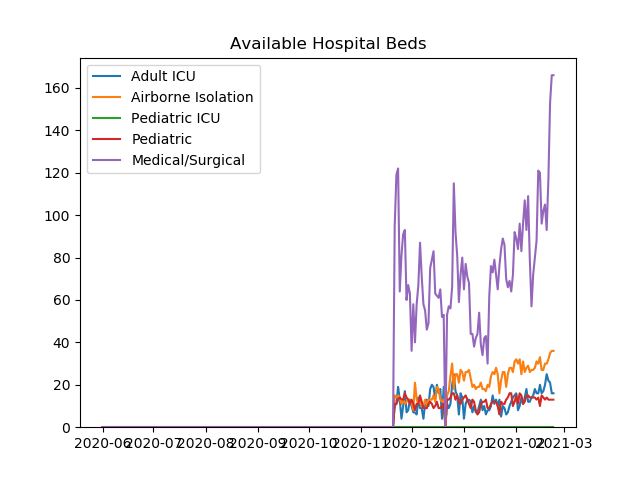 Available Hospital Beds
Adult ICU
Airborne Isolation
Pediatric ICU
Pediatric
Medical/Surgical
160
140
120
100
80
60
40
20
0
2020-06 2020-07 2020-08 2020-09 2020-10 2020-11 2020-12 2021-01 2021-02 2021-03